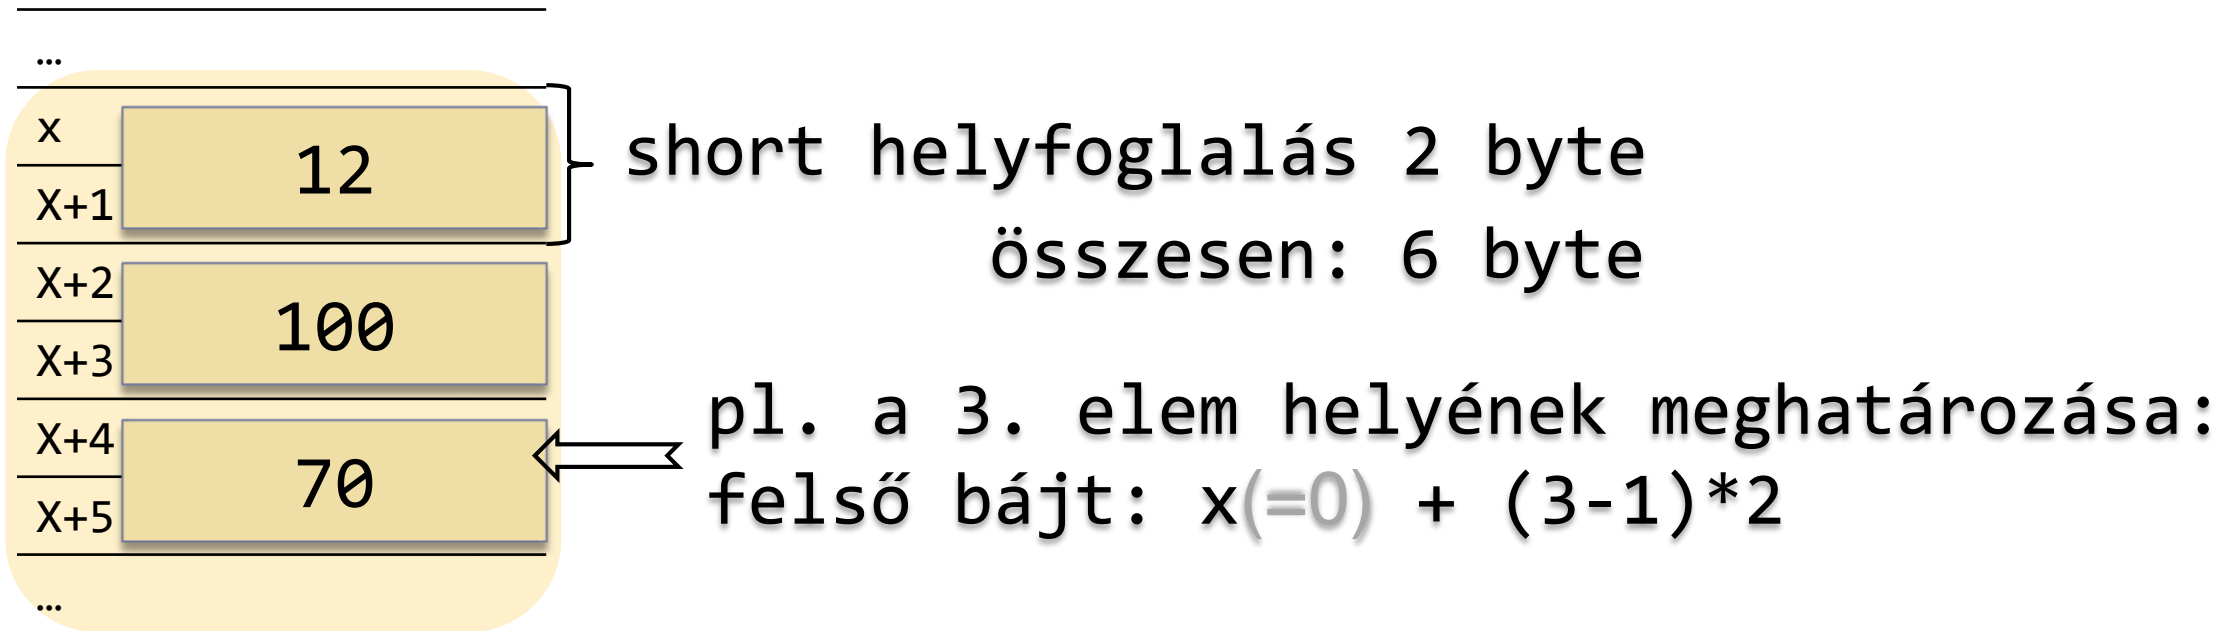 …
x
12
X+1
short helyfoglalás 2 byte
összesen: 6 byte
X+2
100
X+3
X+4
70
X+5
pl. a 3. elem helyének meghatározása:
felső bájt: x(=0) + (3-1)*2
…